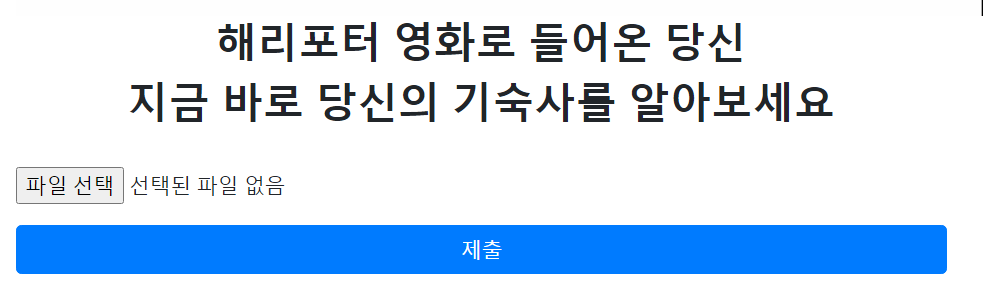 해리포터 영화로 들어온 당신
지금 바로 당신의 기숙사를 알아보세요
파일 선택 선택된 파일 없음
제출